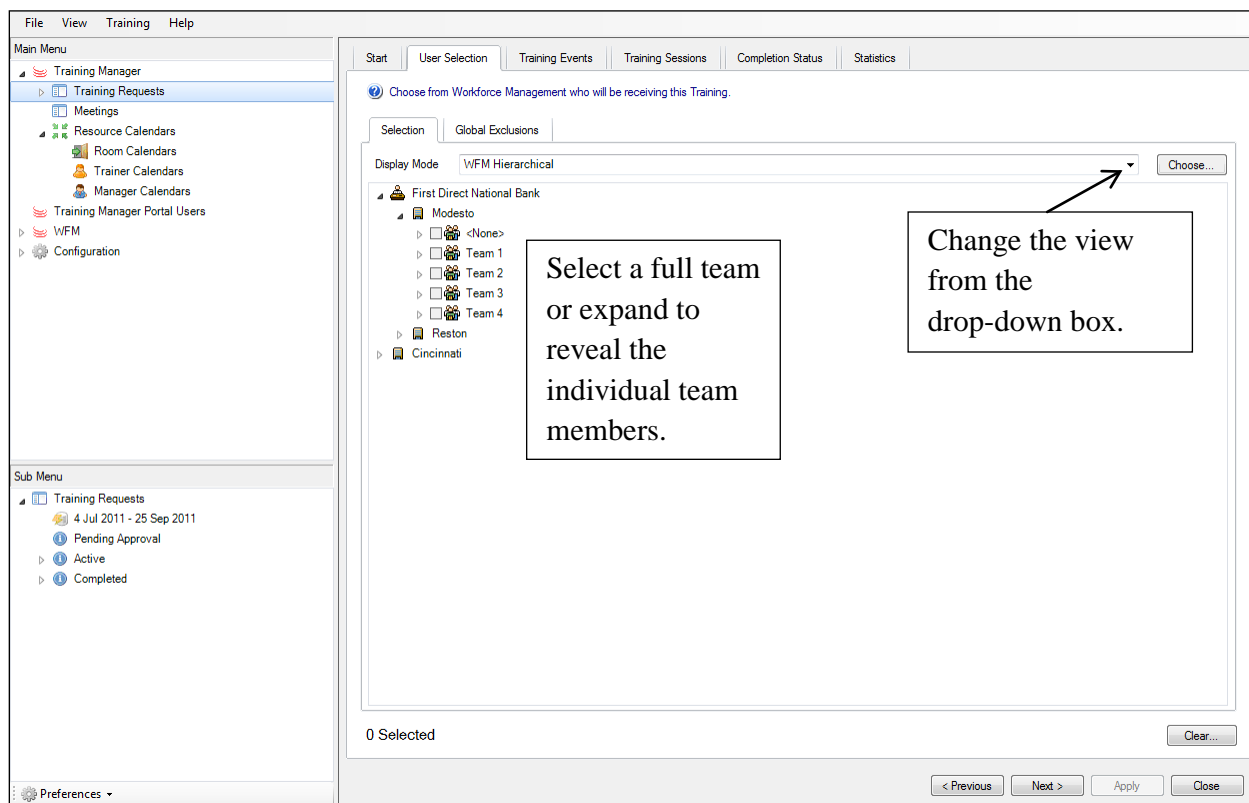 File View Training Help
Main Menu
Training Manager
Training Requests
Meetings
Resource Calendars
Room Calendars
Trainer Calendars
Manager Calendars
Training Manager Portal Users
WFM
Configuration
Sub Menu
Training Requests
4 Jul 2011 - 25 Sep 2011
Pending Approval
Active
Completed
Preferences
Start User Selection Training Events Training Sessions Completion Status Statistics
Choose from Workforce Management who will be receiving this Training.
Selection Global Exclusions
Display Mode WFM Hierarchical Choose...
First Direct National Bank
Modesto
<None>
Team 1
Team 2
Team 3
Team 4
Reston
Cincinnati
Select a full team
or expand to
reveal the
individual team
members.
Change the view
from the
drop-down box.
0 Selected Clear...
< Previous Next > Apply Close